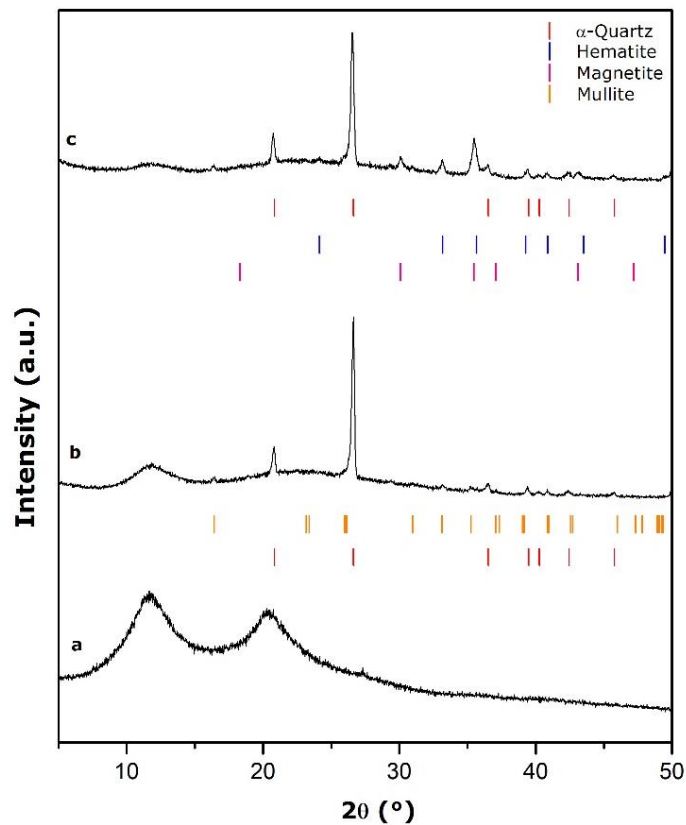 α-Quartz
Hematite
Magnetite
Mullite
c
b
a
Intensity (a.u.)
10 20 30 40 50
2θ (°)